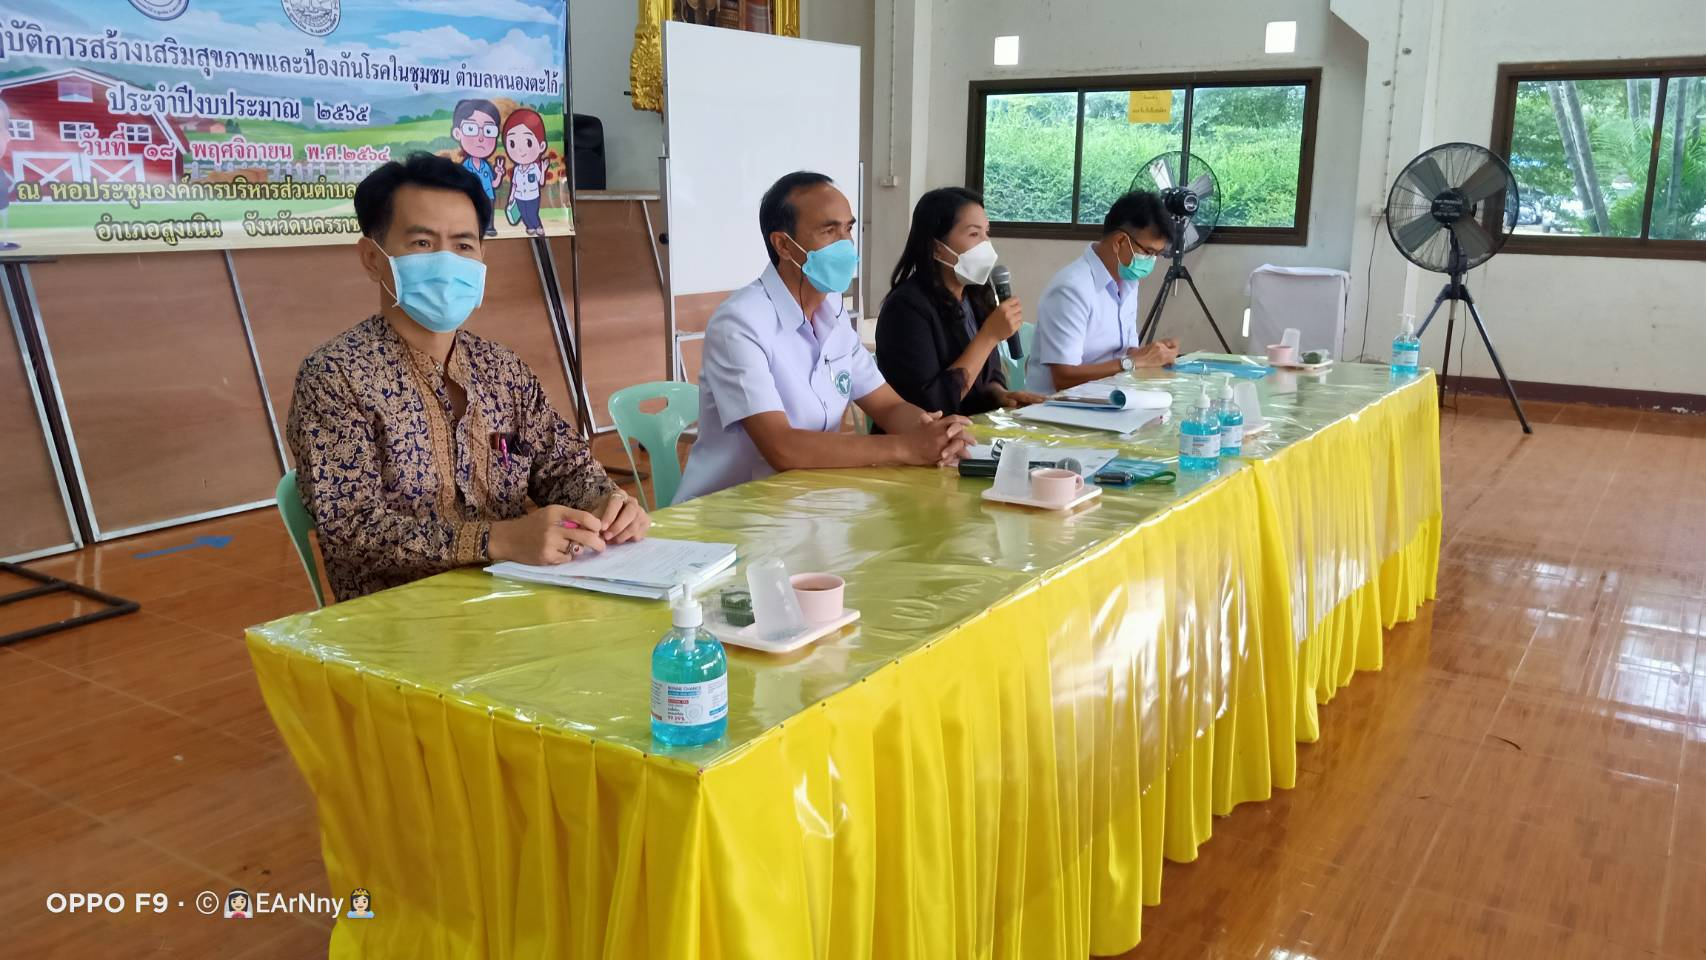 บัติการสร้างเสริมสุขภาพและป้องกันโรคในชุมชน ตำบลหนองตะไก้
ประจำปีงบประมาณ ๒๕๖๕
วันที่ ๑๘ พฤศจิกายน พ.ศ.๒๕๖๔
ณ หอประชุมองค์การบริหารส่วนตำบล
อำเภอสูงเนิน จังหวัดนครราช
99.99%
OPPO F9 · ©👰🏻EArNny👸🏻